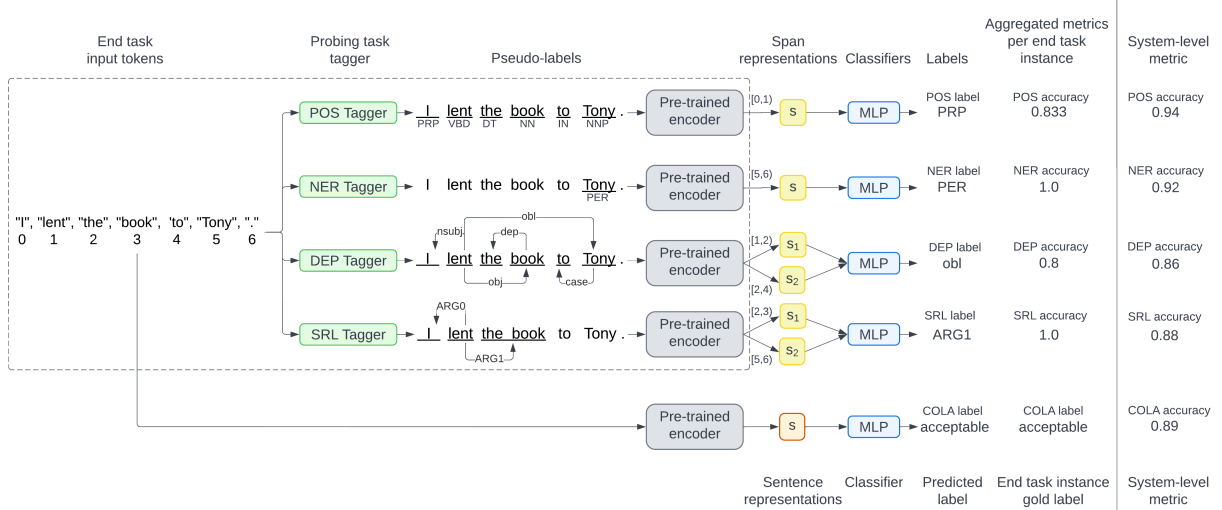 End task
input tokens
Probing task
tagger
Pseudo-labels
Span
representations
Classifiers
Labels
Aggregated metrics
per end task
instance
System-level
metric
POS Tagger
I lent the book to Tony .
PRP VBD DT NN IN NNP
Pre-trained
encoder
[0,1)
s
MLP
POS label
PRP
POS accuracy
0.833
POS accuracy
0.94
NER Tagger
I lent the book to Tony .
PER
Pre-trained
encoder
[5,6)
s
MLP
NER label
PER
NER accuracy
1.0
NER accuracy
0.92
"I", "lent", "the", "book", 'to", "Tony", "."
0 1 2 3 4 5 6
DEP Tagger
obl
nsubj
dep
I lent the book to Tony .
obj
case
Pre-trained
encoder
[1,2)
s1
[2,4)
s2
MLP
DEP label
obl
DEP accuracy
0.8
DEP accuracy
0.86
SRL Tagger
ARG0
I lent the book to Tony .
ARG1
Pre-trained
encoder
[2,3)
s1
[5,6)
s2
MLP
SRL label
ARG1
SRL accuracy
1.0
SRL accuracy
0.88
Pre-trained
encoder
s
MLP
COLA label
acceptable
COLA label
acceptable
COLA accuracy
0.89
Sentence
representations
Classifier
Predicted
label
End task instance
gold label
System-level
metric